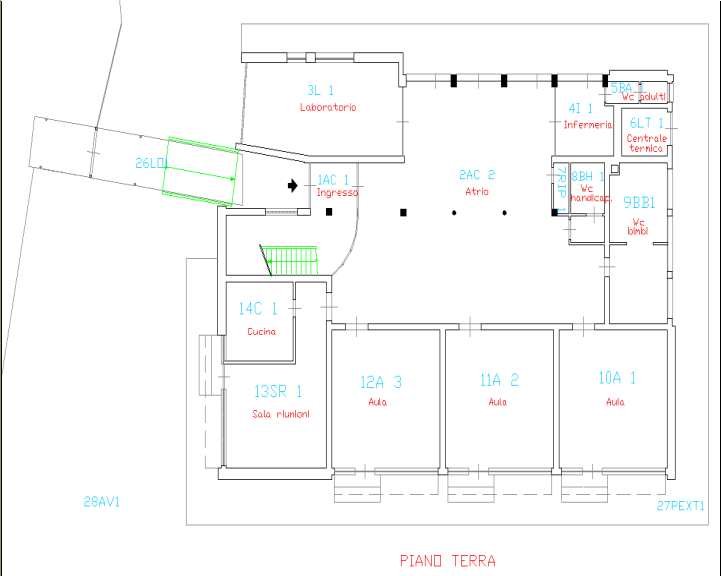 3L 1
Laboratorio
5BA 1
Wc adulti
4I 1
Infermeria
6LT 1
Centrale
termica
26LO1
1AC 1
Ingresso
2AC 2
Atrio
7RIP 1
8BH 1
Wc
handicap.
9BB1
Wc
bimbi
14C 1
Cucina
13SR 1
Sala riunioni
12A 3
Aula
11A 2
Aula
10A 1
Aula
28AV1
27PEXT1
PIANO TERRA